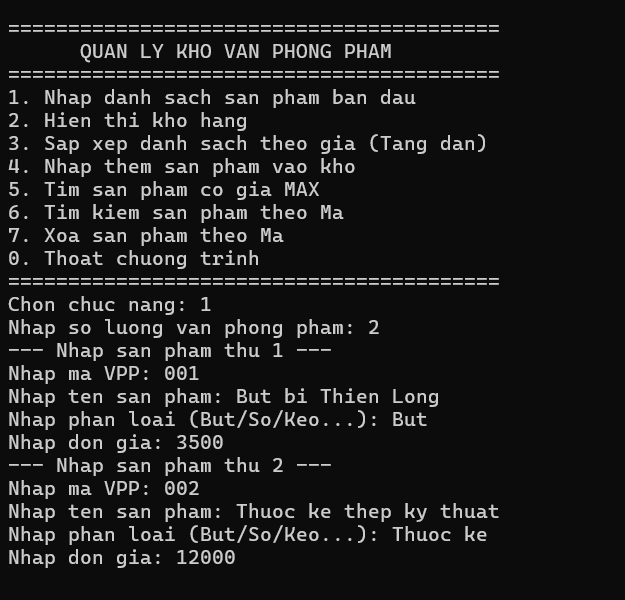 =========================================
QUAN LY KHO VAN PHONG PHAM
=========================================
1. Nhap danh sach san pham ban dau
2. Hien thi kho hang
3. Sap xep danh sach theo gia (Tang dan)
4. Nhap them san pham vao kho
5. Tim san pham co gia MAX
6. Tim kiem san pham theo Ma
7. Xoa san pham theo Ma
0. Thoat chuong trinh
=========================================
Chon chuc nang: 1
Nhap so luong van phong pham: 2
--- Nhap san pham thu 1 ---
Nhap ma VPP: 001
Nhap ten san pham: But bi Thien Long
Nhap phan loai (But/So/Keo...): But
Nhap don gia: 3500
--- Nhap san pham thu 2 ---
Nhap ma VPP: 002
Nhap ten san pham: Thuoc ke thep ky thuat
Nhap phan loai (But/So/Keo...): Thuoc ke
Nhap don gia: 12000